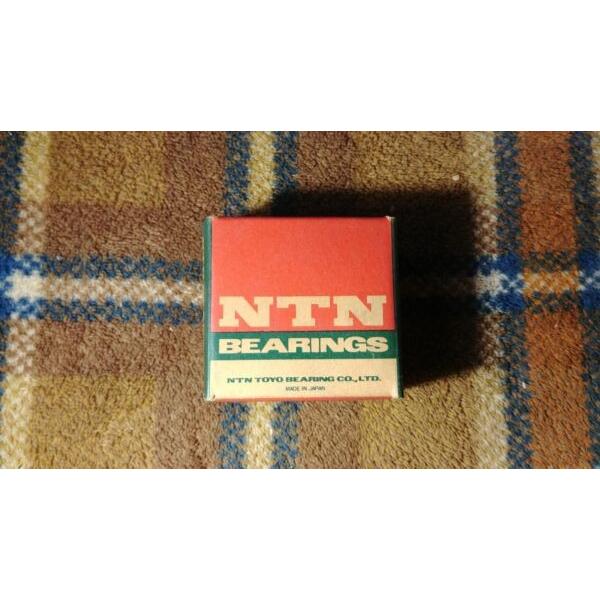 NTN
BEARINGS
NTN TOYO BEARING CO., LTD.
MADE IN JAPAN